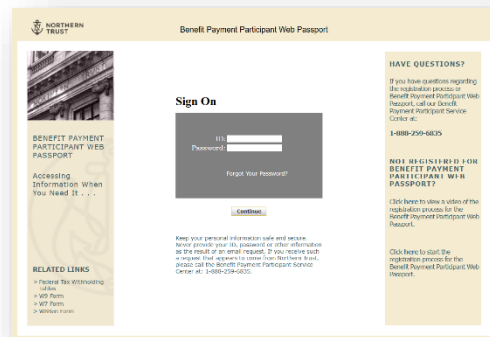 NORTHERN
TRUST
Benefit Payment Participant Web Passport
BENEFIT PAYMENT
PARTICIPANT WEB
PASSPORT
Accessing
Information When
You Need It . . .
RELATED LINKS
> Federal Tax Withholding
Tables
> W9 Form
> W7 Form
> W8Ben Form
Sign On
ID:
Password:
Forgot Your Password?
Continue
Keep your personal information safe and secure
Never provide your ID, password or other information
as the result of an email request. If you receive such
a request that appears to come from Northern Trust,
please call the Benefit Payment Participant Service
Center at: 1-888-259-6835.
HAVE QUESTIONS?
If you have questions regarding
the registration process or
Benefit Payment Participant Web
Passport, call our Benefit
Payment Participant Service
Center at:
1-888-259-6835
NOT REGISTERED FOR
BENEFIT PAYMENT
PARTICIPANT WEB
PASSPORT?
Click here to view a video of the
registration process for the
Benefit Payment Participant Web
Passport.
Click here to start the
registration process for the
Benefit Payment Participant Web
Passport.